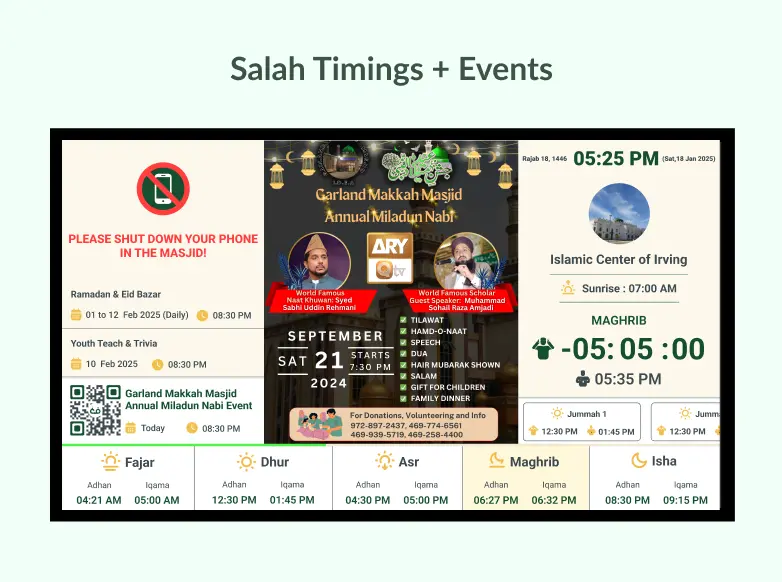 Salah Timings + Events
PLEASE SHUT DOWN YOUR PHONE
IN THE MASJID!
Ramadan & Eid Bazar
01 to 12 Feb 2025 (Daily) 08:30 PM
Youth Teach & Trivia
10 Feb 2025 08:30 PM
Garland Makkah Masjid
Annual Miladun Nabi Event
Today 08:30 PM
Garland Makkah Masjid
Annual Miladun Nabi
ARY
Qtv
World Famous
Naat Khuwan: Syed
Sabhi Uddin Rehmani
World Famous Scholar
Guest Speaker: Muhammad
Sohail Raza Amjadi
SEPTEMBER
SAT 21 STARTS
7:30 PM
2024
TILAWAT
HAMD-O-NAAT
SPEECH
DUA
HAIR MUBARAK SHOWN
SALAM
GIFT FOR CHILDREN
FAMILY DINNER
For Donations, Volunteering and Info
972-897-2437, 469-774-6561
469-939-5719, 469-258-4400
Rajab 18, 1446 05:25 PM (Sat,18 Jan 2025)
Islamic Center of Irving
Sunrise : 07:00 AM
MAGHRIB
-05: 05 :00
05:35 PM
Jummah 1
12:30 PM 01:45 PM
Jumm
12:30 PM
Fajar
Adhan Iqama
04:21 AM 05:00 AM
Dhur
Adhan Iqama
12:30 PM 01:45 PM
Asr
Adhan Iqama
04:30 PM 05:00 PM
Maghrib
Adhan Iqama
06:27 PM 06:32 PM
Isha
Adhan Iqama
08:30 PM 09:15 PM